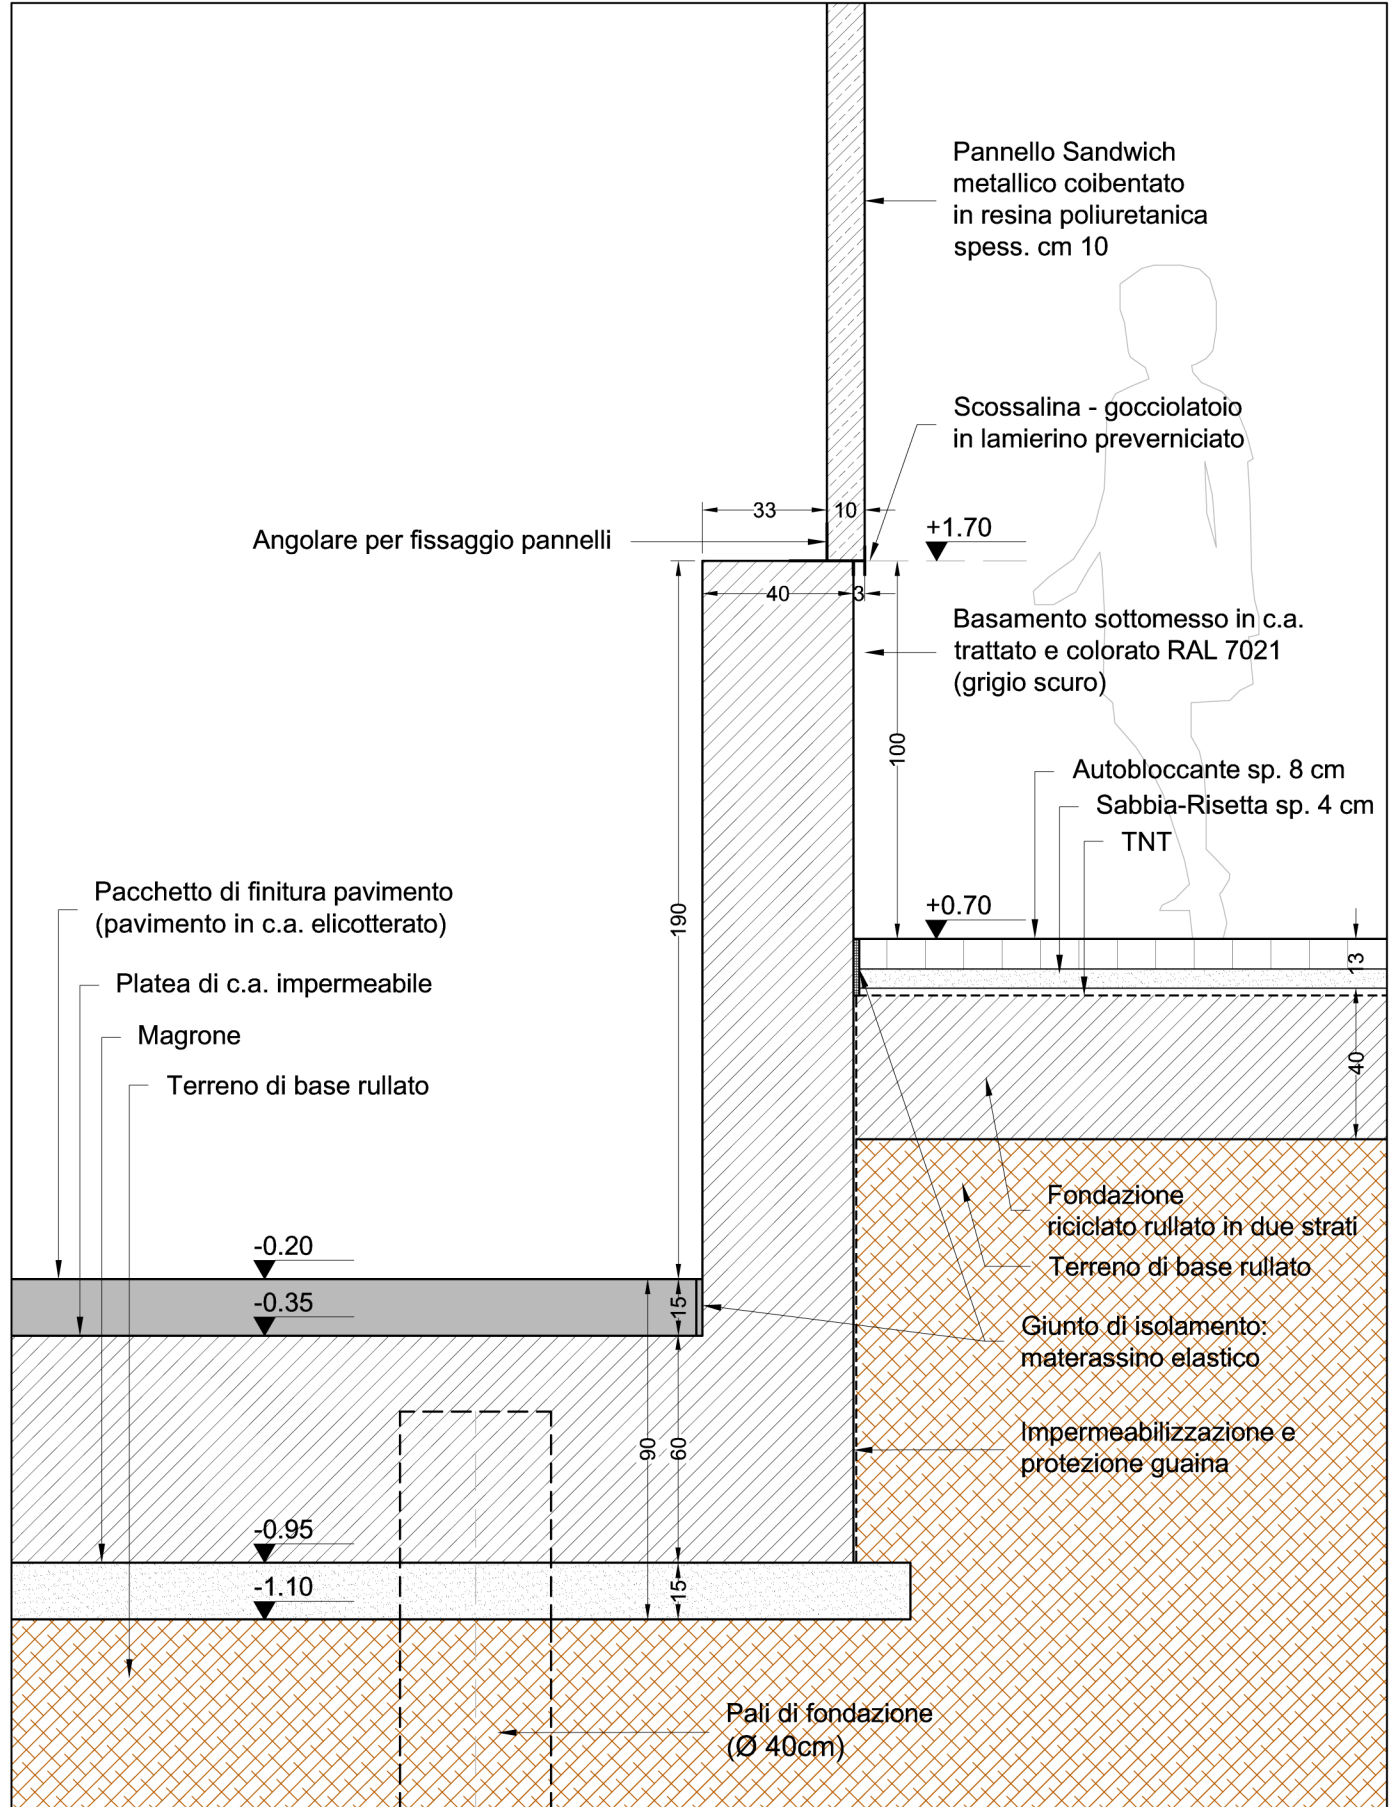 Pannello Sandwich
metallico coibentato
in resina poliuretanica
spess. cm 10
Scossalina - gocciolatoio
in lamierino preverniciato
33
10
+1.70
Angolare per fissaggio pannelli
40
3
Basamento sottomesso in c.a.
trattato e colorato RAL 7021
(grigio scuro)
100
Autobloccante sp. 8 cm
Sabbia-Risetta sp. 4 cm
TNT
Pacchetto di finitura pavimento
(pavimento in c.a. elicotterato)
190
+0.70
13
Platea di c.a. impermeabile
Magrone
40
Terreno di base rullato
Fondazione
riciclato rullato in due strati
-0.20
Terreno di base rullato
-0.35
15
Giunto di isolamento:
materassino elastico
90
60
Impermeabilizzazione e
protezione guaina
-0.95
-1.10
15
Pali di fondazione
(Ø 40cm)